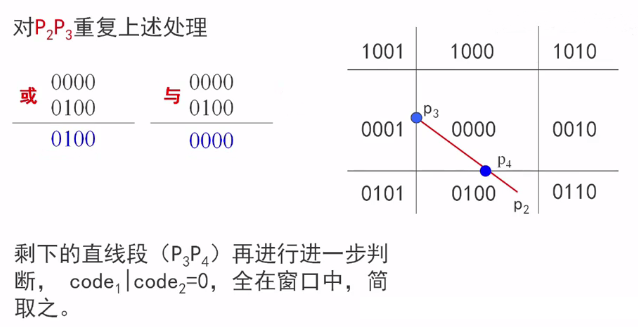 对P₂P₃重复上述处理
或 0000
0100
0100
与 0000
0100
0000
1001 1000 1010
p₃
0001 0000 0010
p₄
0101 0100 0110
p₂
剩下的直线段（P₃P₄）再进行进一步判
断， code₁|code₂=0，全在窗口中，简
取之。